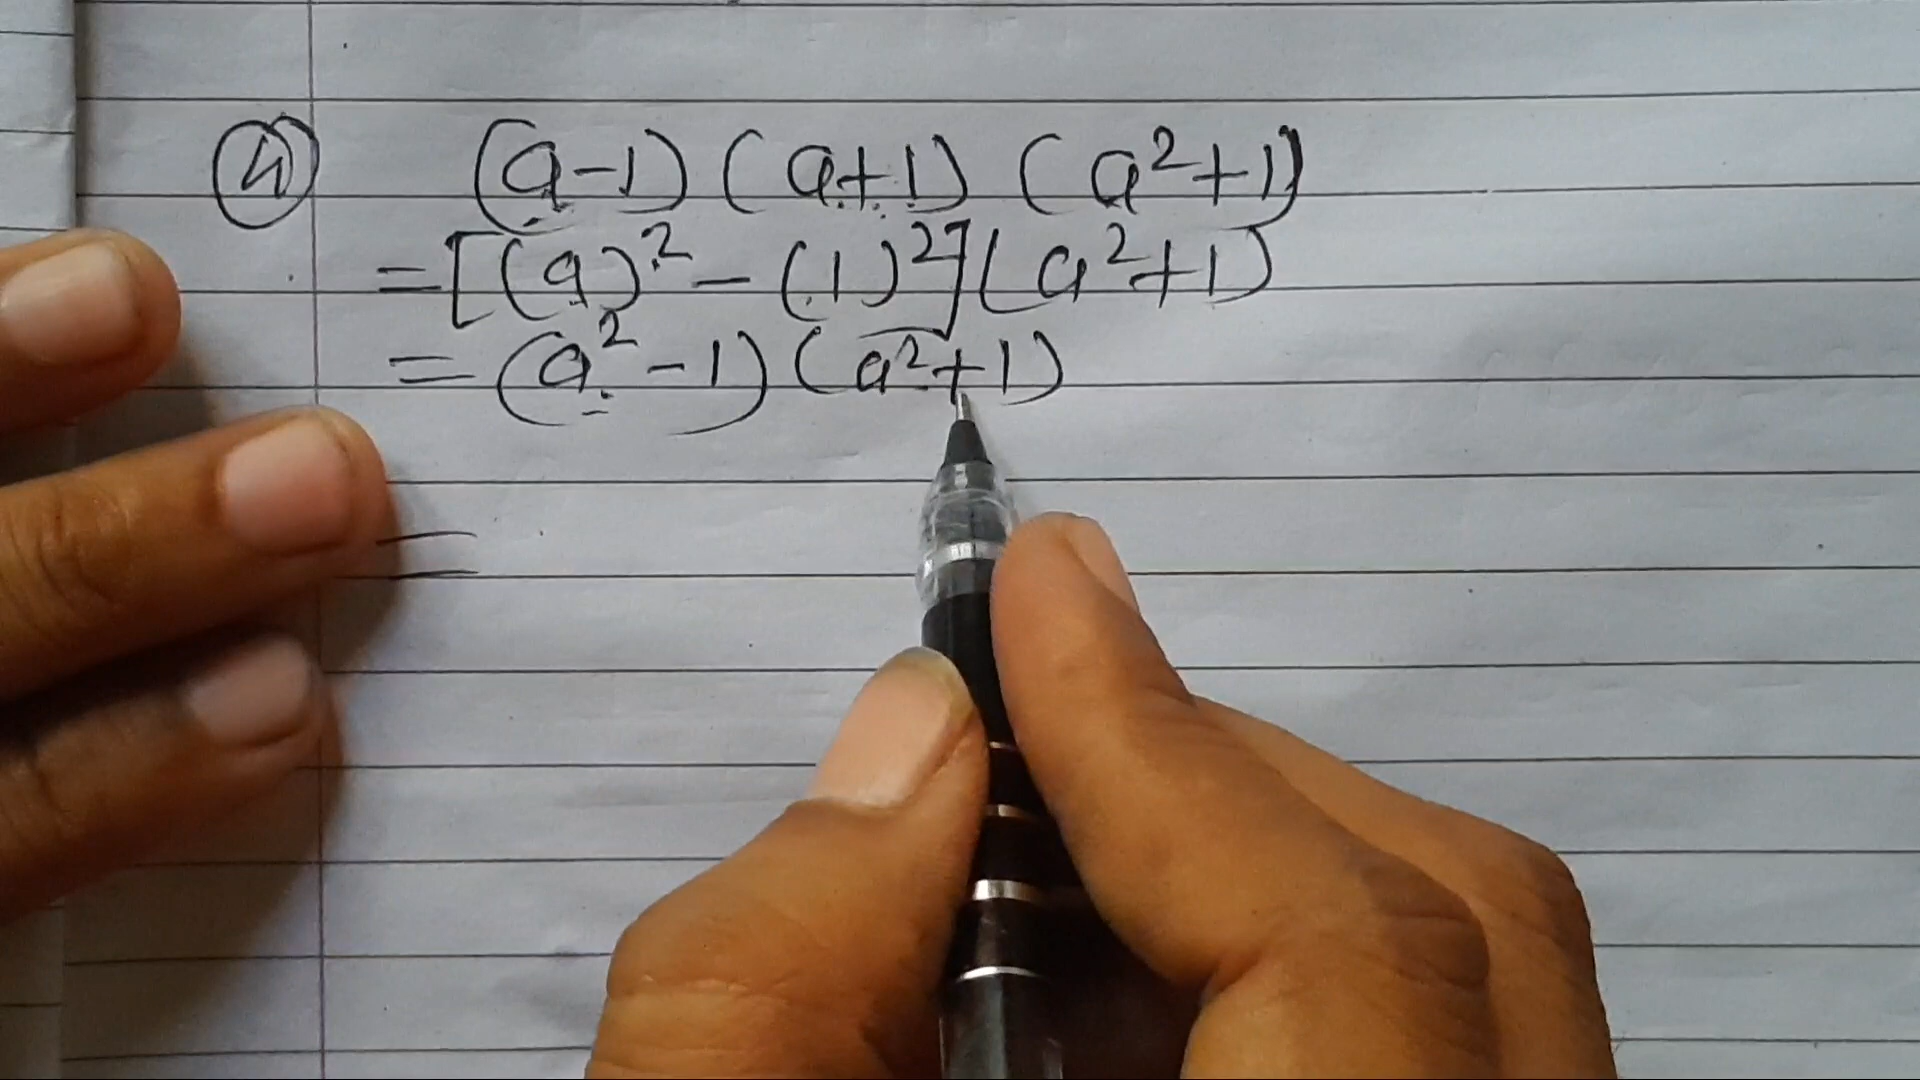 4 (a-1) (a+1) (a²+1)
= [(a)² - (1)²] (a²+1)
= (a² - 1) (a²+1)
=